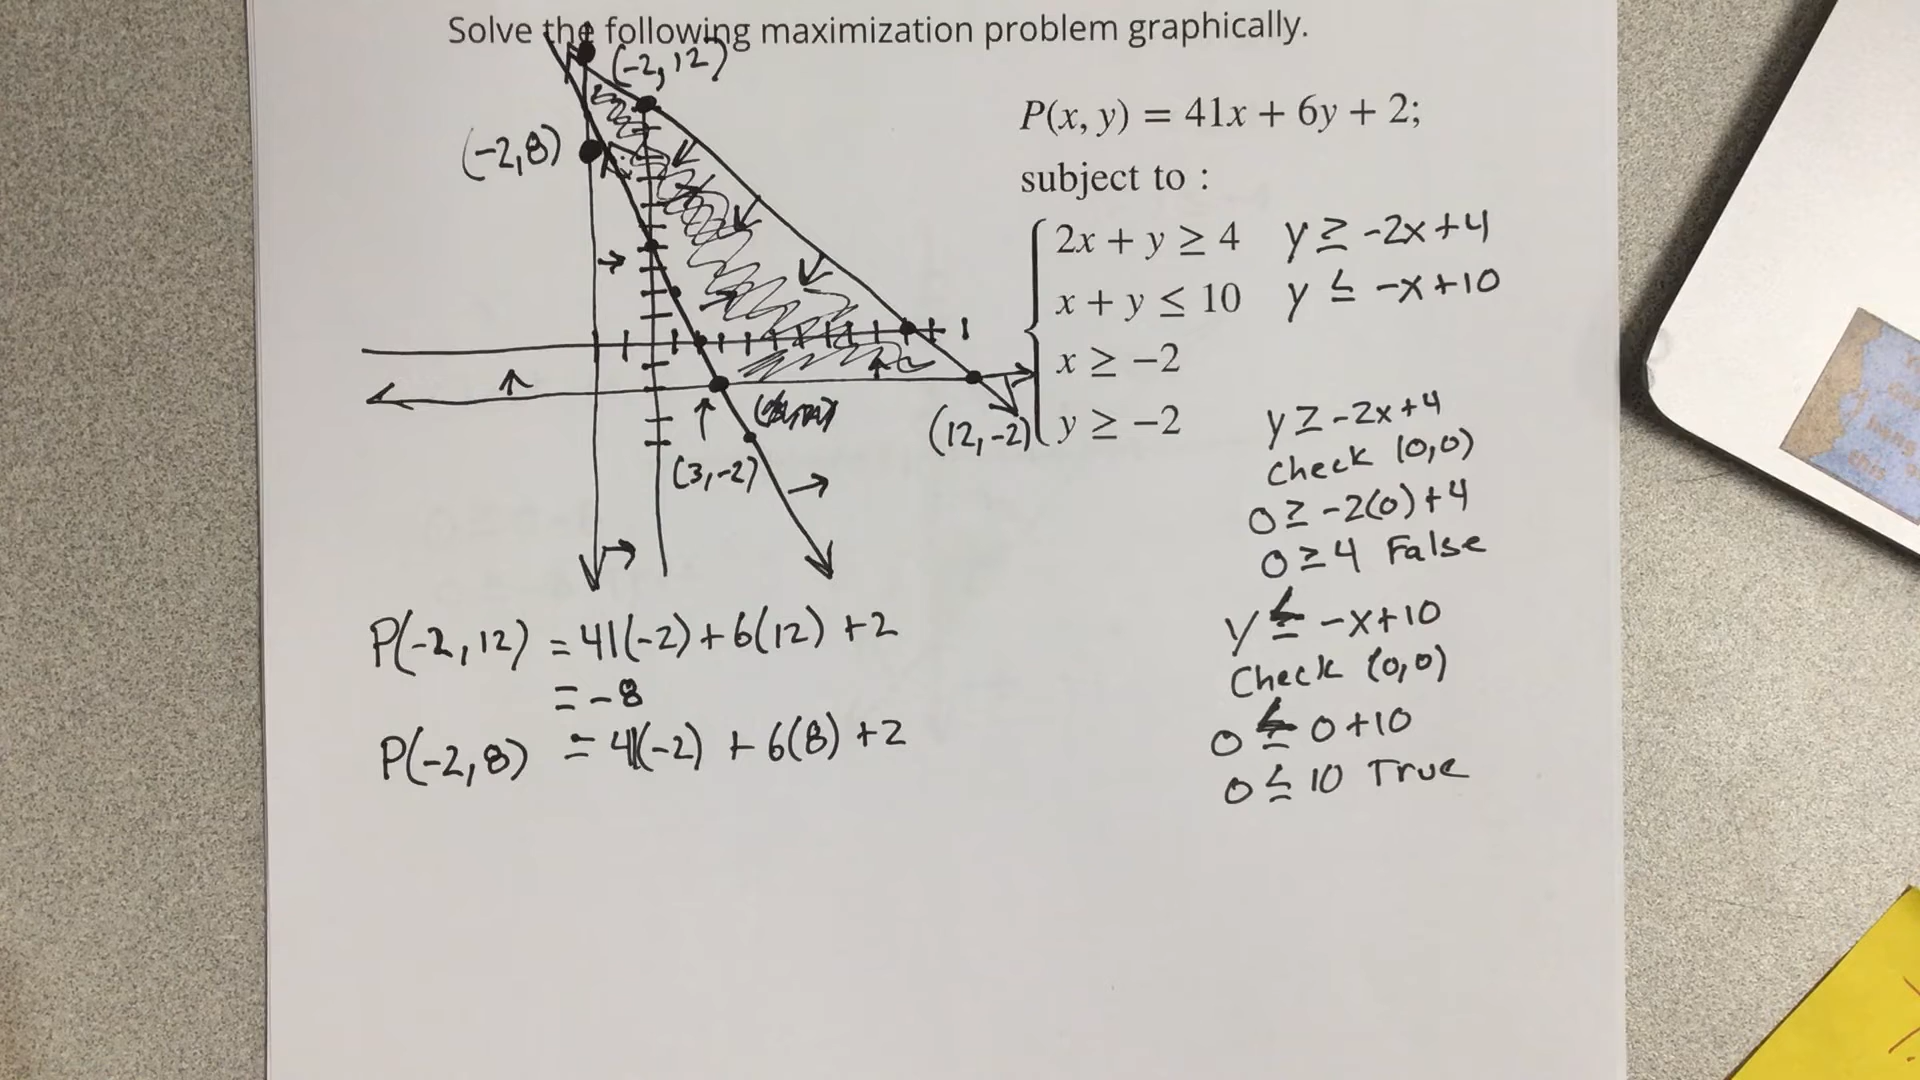 Solve the following maximization problem graphically.
(-2, 12)
P(x, y) = 41x + 6y + 2;
(-2,8)
subject to :
2x + y ≥ 4 y ≥ -2x+4
x + y ≤ 10 y ≤ -x+10
x ≥ −2
y ≥ −2
(12,-2)
(3,-2)
y ≥ -2x+4
Check (0,0)
0 ≥ -2(0)+4
0 ≥ 4 False
y ≤ -x+10
Check (0,0)
0 ≤ 0+10
0 ≤ 10 True
P(-2, 12) = 41(-2)+6(12)+2
= -8
P(-2,8) = 41(-2) + 6(8)+2